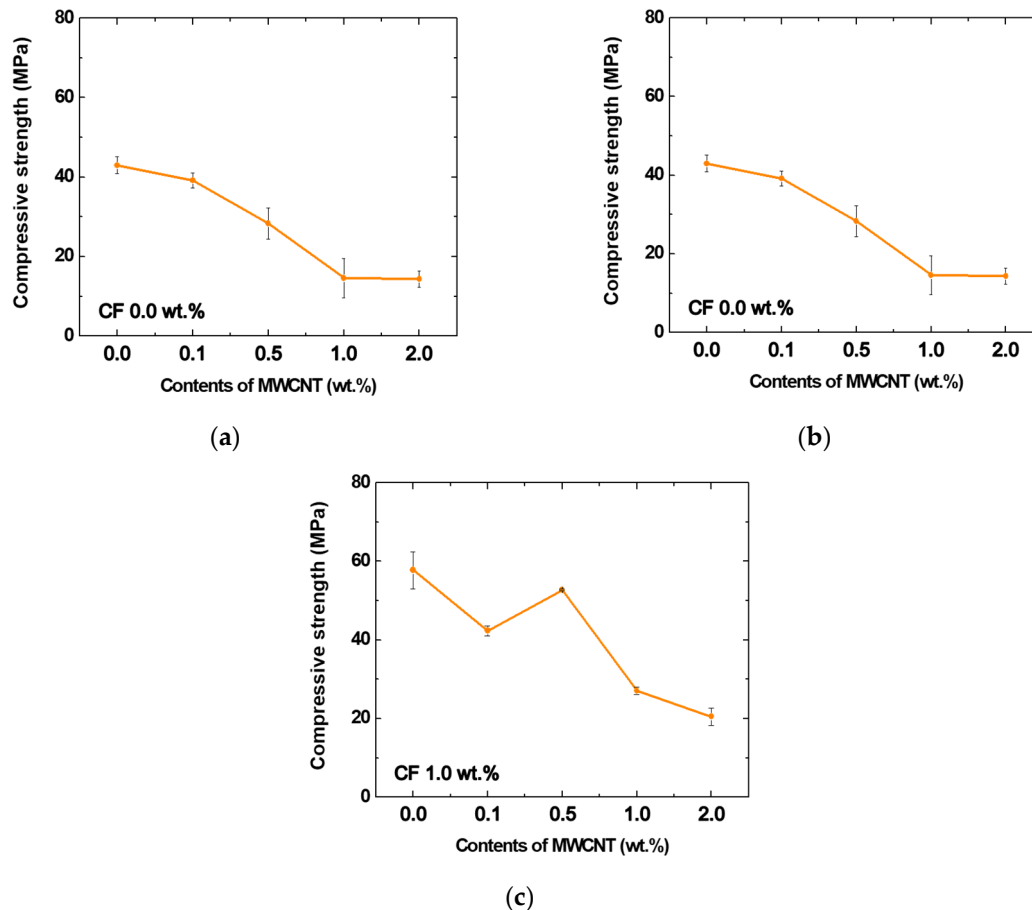 80
60
40
20
0
Compressive strength (MPa)
CF 0.0 wt.%
0.0 0.1 0.5 1.0 2.0
Contents of MWCNT (wt.%)
(a)
80
60
40
20
0
Compressive strength (MPa)
CF 0.0 wt.%
0.0 0.1 0.5 1.0 2.0
Contents of MWCNT (wt.%)
(b)
80
60
40
20
0
Compressive strength (MPa)
CF 1.0 wt.%
0.0 0.1 0.5 1.0 2.0
Contents of MWCNT (wt.%)
(c)